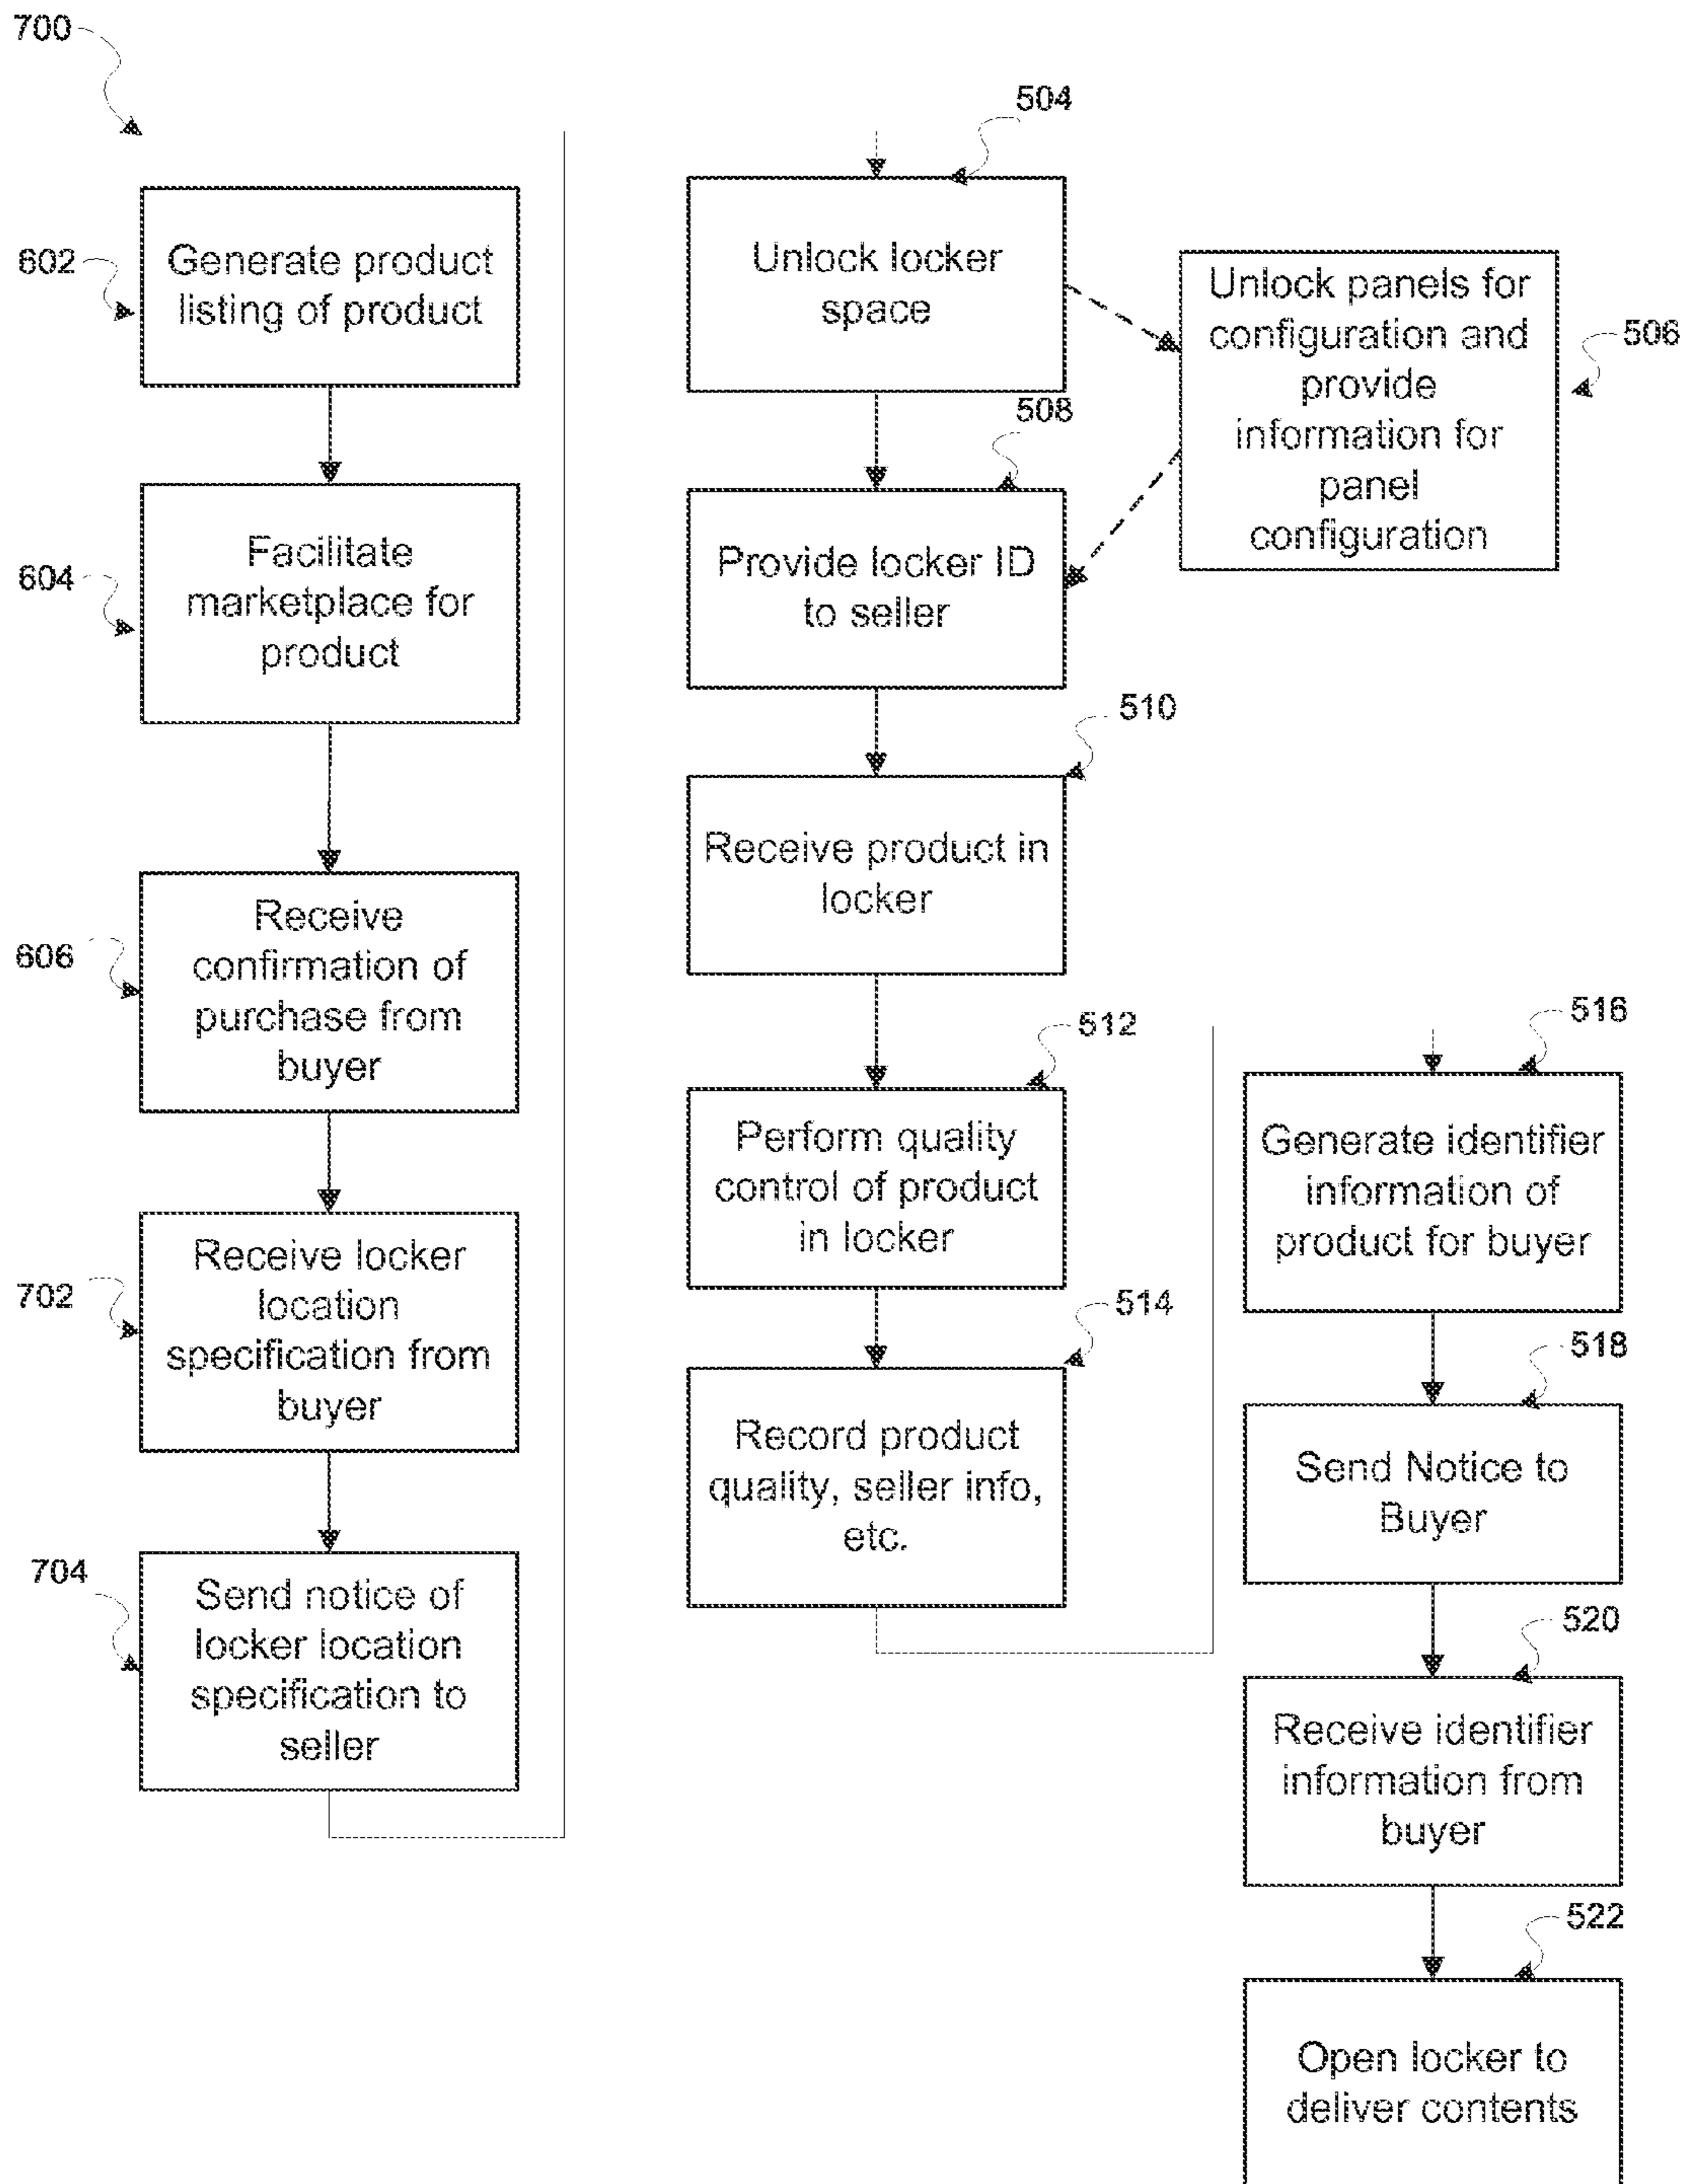 700
602
Generate product
listing of product
604
Facilitate
marketplace for
product
606
Receive
confirmation of
purchase from
buyer
702
Receive locker
location
specification from
buyer
704
Send notice of
locker location
specification to
seller
504
Unlock locker
space
506
Unlock panels for
configuration and
provide
information for
panel
configuration
508
Provide locker ID
to seller
510
Receive product in
locker
512
Perform quality
control of product
in locker
514
Record product
quality, seller info,
etc.
516
Generate identifier
information of
product for buyer
518
Send Notice to
Buyer
520
Receive identifier
information from
buyer
522
Open locker to
deliver contents